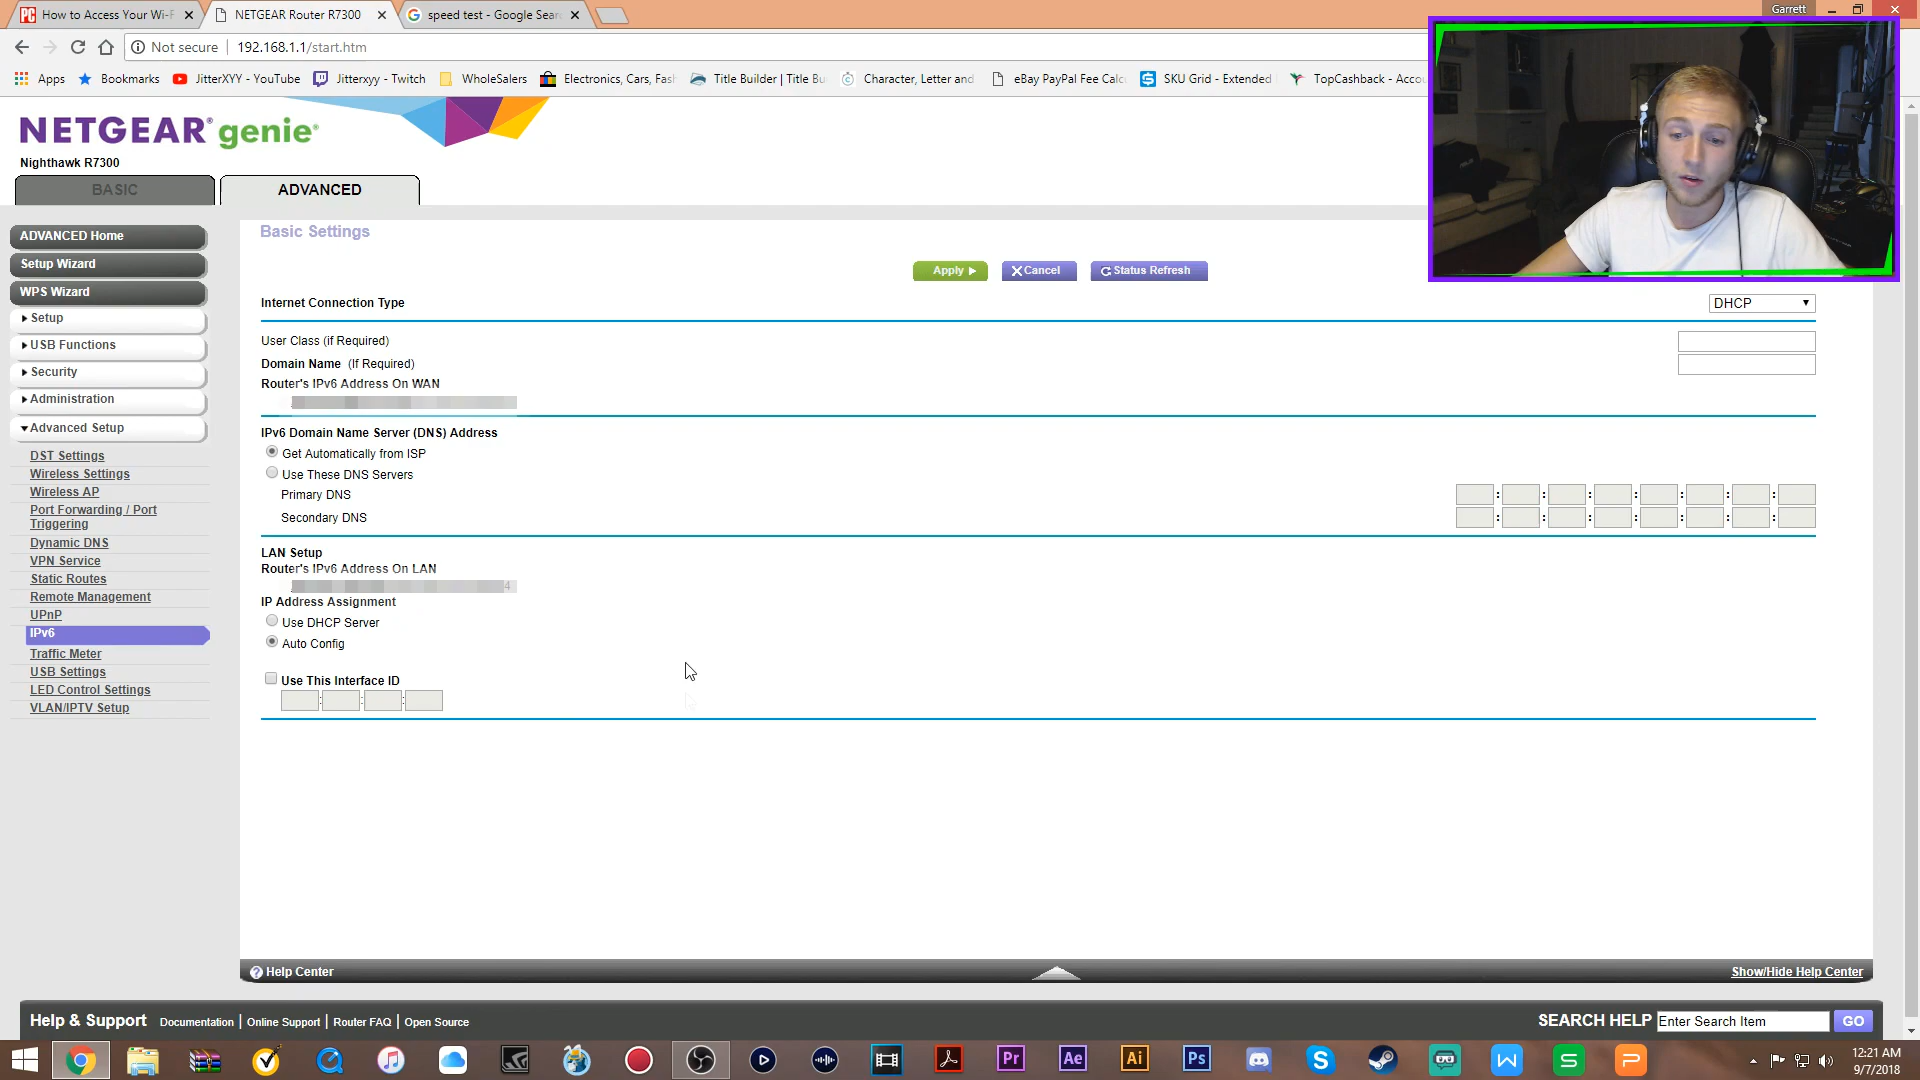 How to Access Your Wi-F
NETGEAR Router R7300
speed test - Google Sear
Garrett
Not secure
192.168.1.1/start.htm
Apps
Bookmarks
JitterXYY - YouTube
Jitterxyy - Twitch
WholeSalers
Electronics, Cars, Fash
Title Builder | Title Bu
Character, Letter and
eBay PayPal Fee Calc
SKU Grid - Extended
TopCashback - Accou
NETGEAR® genie®
Nighthawk R7300
BASIC
ADVANCED
ADVANCED Home
Setup Wizard
WPS Wizard
Setup
USB Functions
Security
Administration
Advanced Setup
DST Settings
Wireless Settings
Wireless AP
Port Forwarding / Port
Triggering
Dynamic DNS
VPN Service
Static Routes
Remote Management
UPnP
IPv6
Traffic Meter
USB Settings
LED Control Settings
VLAN/IPTV Setup
Basic Settings
Apply
Cancel
Status Refresh
Internet Connection Type
DHCP
User Class (if Required)
Domain Name (If Required)
Router's IPv6 Address On WAN
IPv6 Domain Name Server (DNS) Address
Get Automatically from ISP
Use These DNS Servers
Primary DNS
: : : : : : :
Secondary DNS
: : : : : : :
LAN Setup
Router's IPv6 Address On LAN
4
IP Address Assignment
Use DHCP Server
Auto Config
Use This Interface ID
: : :
Help Center
Show/Hide Help Center
Help & Support
Documentation | Online Support | Router FAQ | Open Source
SEARCH HELP
Enter Search Item
GO
Pr
Ae
Ai
Ps
12:21 AM
9/7/2018